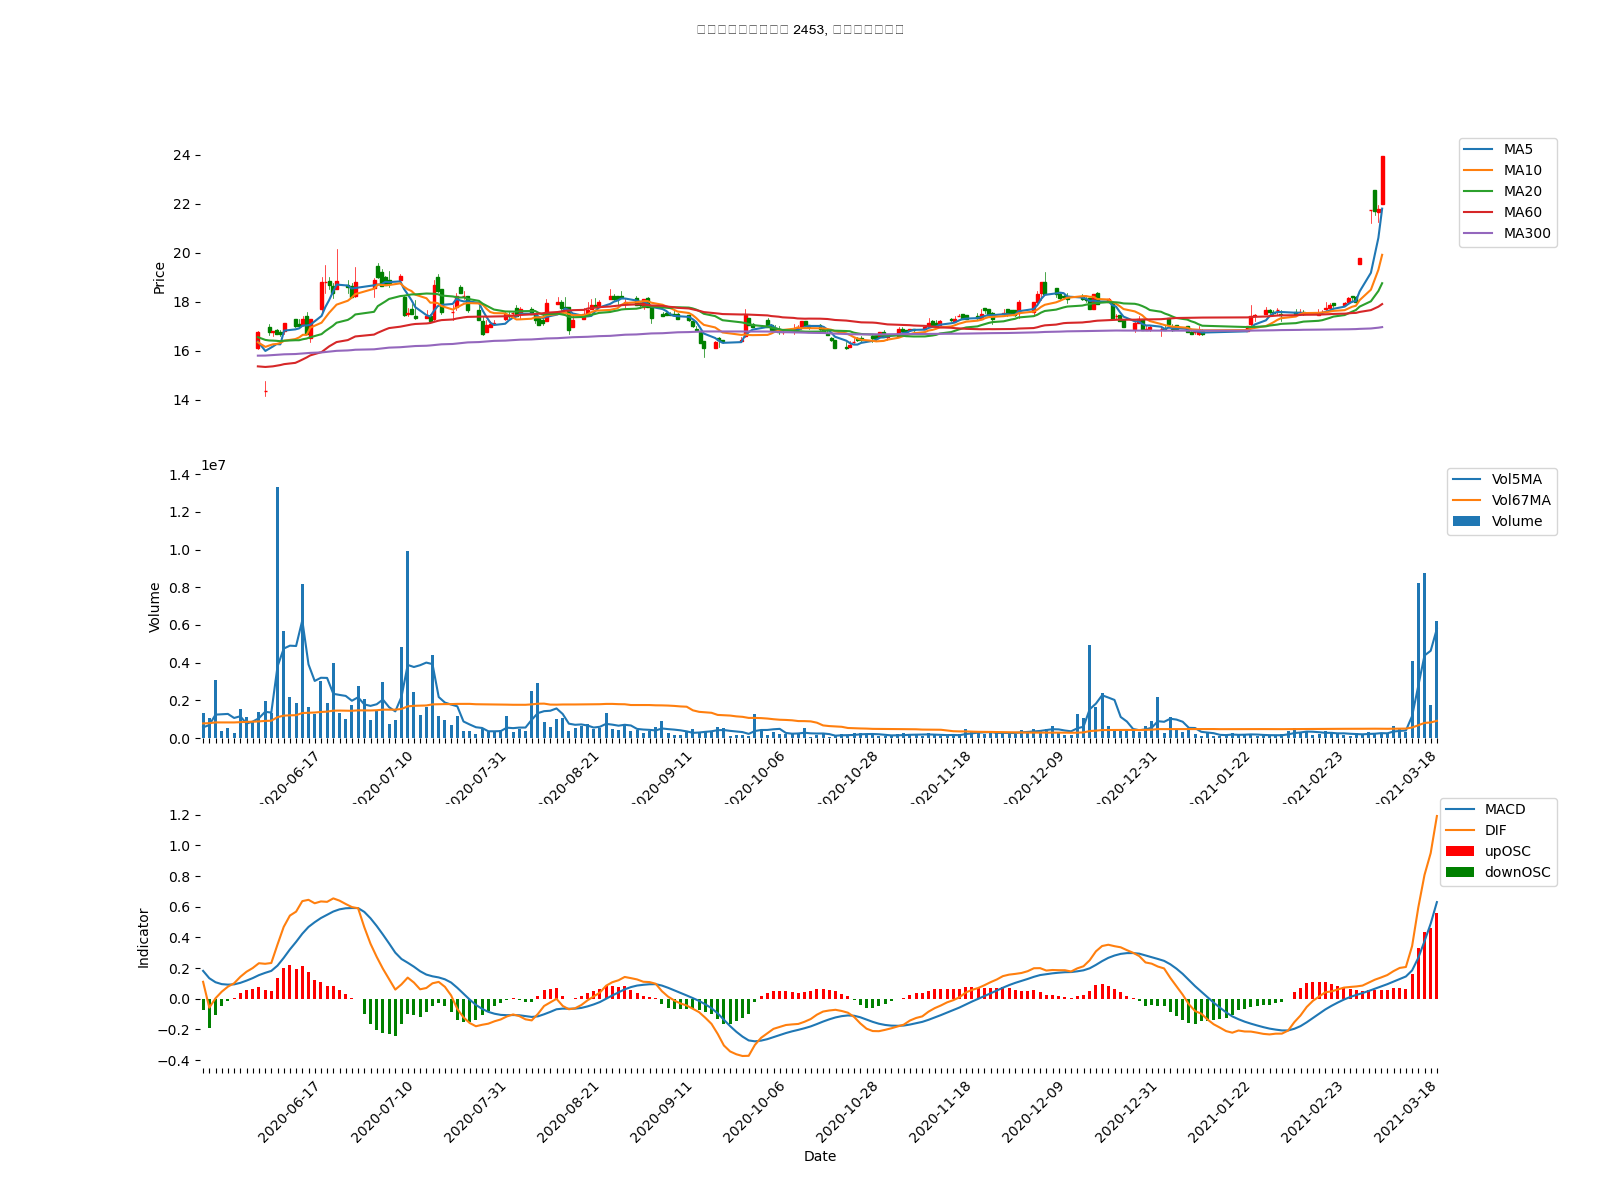 2453,
24
22
20
18
16
14
Price
MA5
MA10
MA20
MA60
MA300
1e7
1.4
1.2
1.0
0.8
0.6
0.4
0.2
0.0
Volume
Vol5MA
Vol67MA
Volume
2020-06-17
2020-07-10
2020-07-31
2020-08-21
2020-09-11
2020-10-06
2020-10-28
2020-11-18
2020-12-09
2020-12-31
2021-01-22
2021-02-23
2021-03-18
1.2
1.0
0.8
0.6
0.4
0.2
0.0
−0.2
−0.4
Indicator
MACD
DIF
upOSC
downOSC
2020-06-17
2020-07-10
2020-07-31
2020-08-21
2020-09-11
2020-10-06
2020-10-28
2020-11-18
2020-12-09
2020-12-31
2021-01-22
2021-02-23
2021-03-18
Date